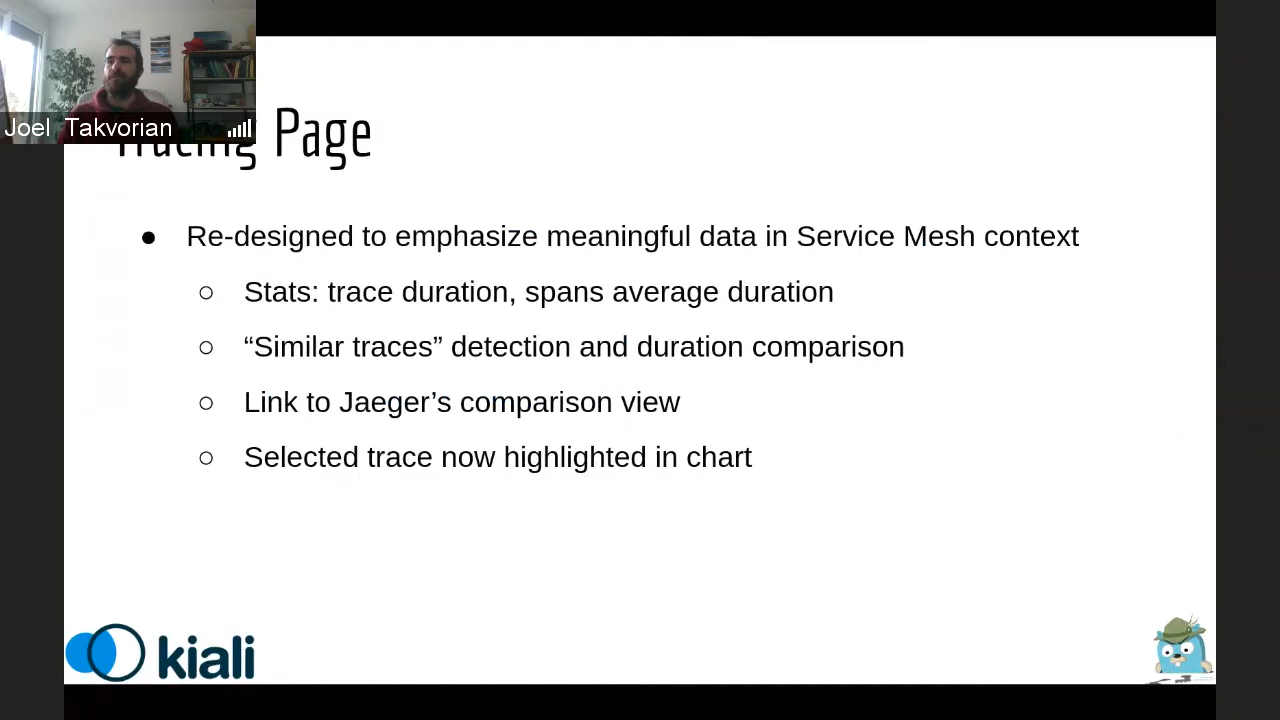 Joel Takvorian
Tracing Page
● Re-designed to emphasize meaningful data in Service Mesh context
○ Stats: trace duration, spans average duration
○ “Similar traces” detection and duration comparison
○ Link to Jaeger’s comparison view
○ Selected trace now highlighted in chart
kiali